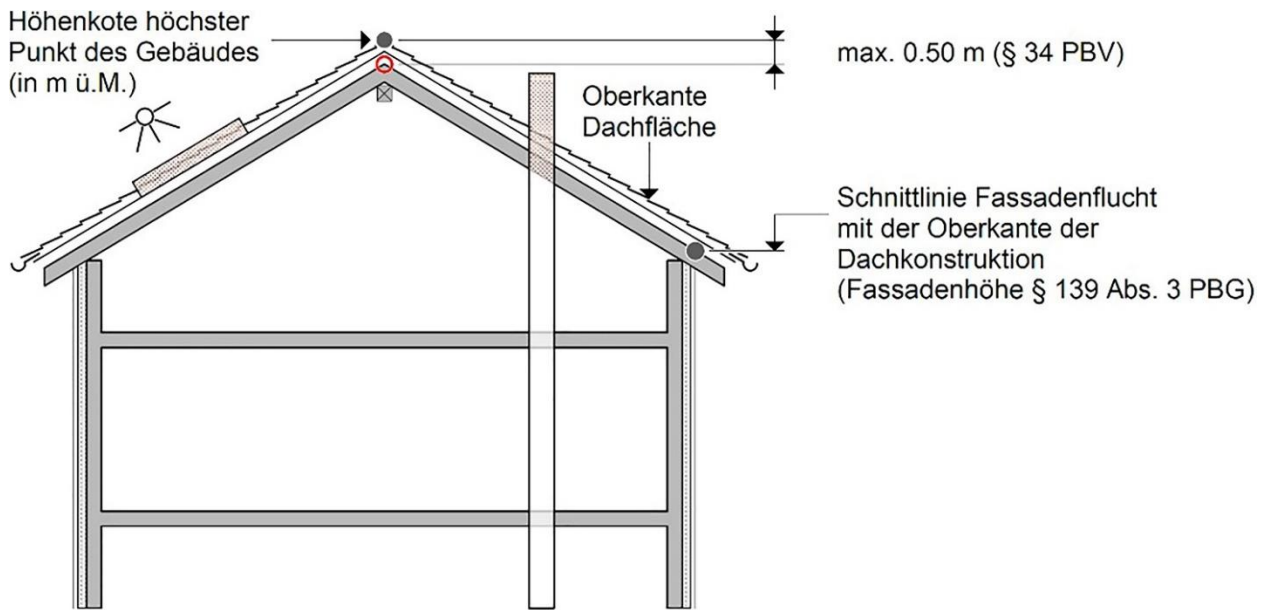 Höhenkote höchster
Punkt des Gebäudes
(in m ü.M.)
max. 0.50 m (§ 34 PBV)
Oberkante
Dachfläche
Schnittlinie Fassadenflucht
mit der Oberkante der
Dachkonstruktion
(Fassadenhöhe § 139 Abs. 3 PBG)